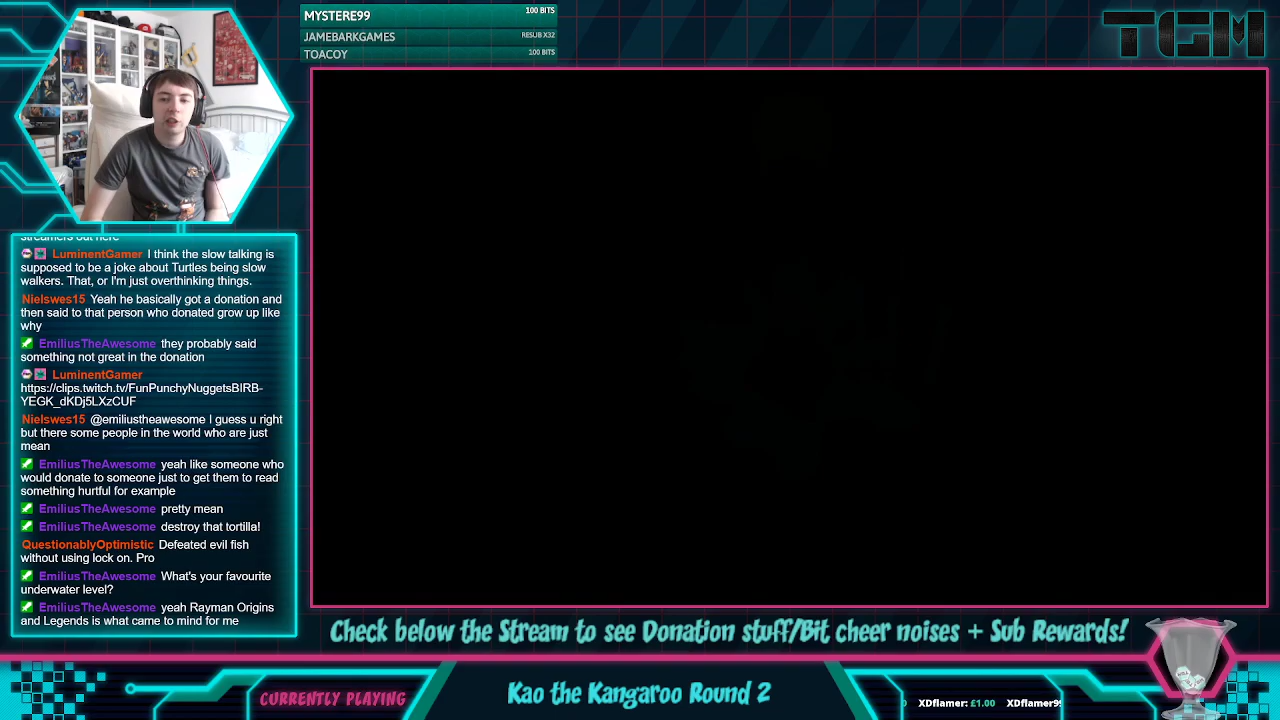 MYSTERE99 100 BITS
JAMEBARKGAMES RESUB X32
TOACOY 100 BITS
TGM
streamers out here
LuminentGamer I think the slow talking is
supposed to be a joke about Turtles being slow
walkers. That, or I'm just overthinking things.
Nielswes15 Yeah he basically got a donation and
then said to that person who donated grow up like
why
EmiliusTheAwesome they probably said
something not great in the donation
LuminentGamer
https://clips.twitch.tv/FunPunchyNuggetsBIRB-
YEGK_dKDj5LXzCUF
Nielswes15 @emiliustheawesome I guess u right
but there some people in the world who are just
mean
EmiliusTheAwesome yeah like someone who
would donate to someone just to get them to read
something hurtful for example
EmiliusTheAwesome pretty mean
EmiliusTheAwesome destroy that tortilla!
QuestionablyOptimistic Defeated evil fish
without using lock on. Pro
EmiliusTheAwesome What's your favourite
underwater level?
EmiliusTheAwesome yeah Rayman Origins
and Legends is what came to mind for me
Check below the Stream to see Donation stuff/Bit cheer noises + Sub Rewards!
CURRENTLY PLAYING
Kao the Kangaroo Round 2
XDflamer: £1.00 XDflamer9